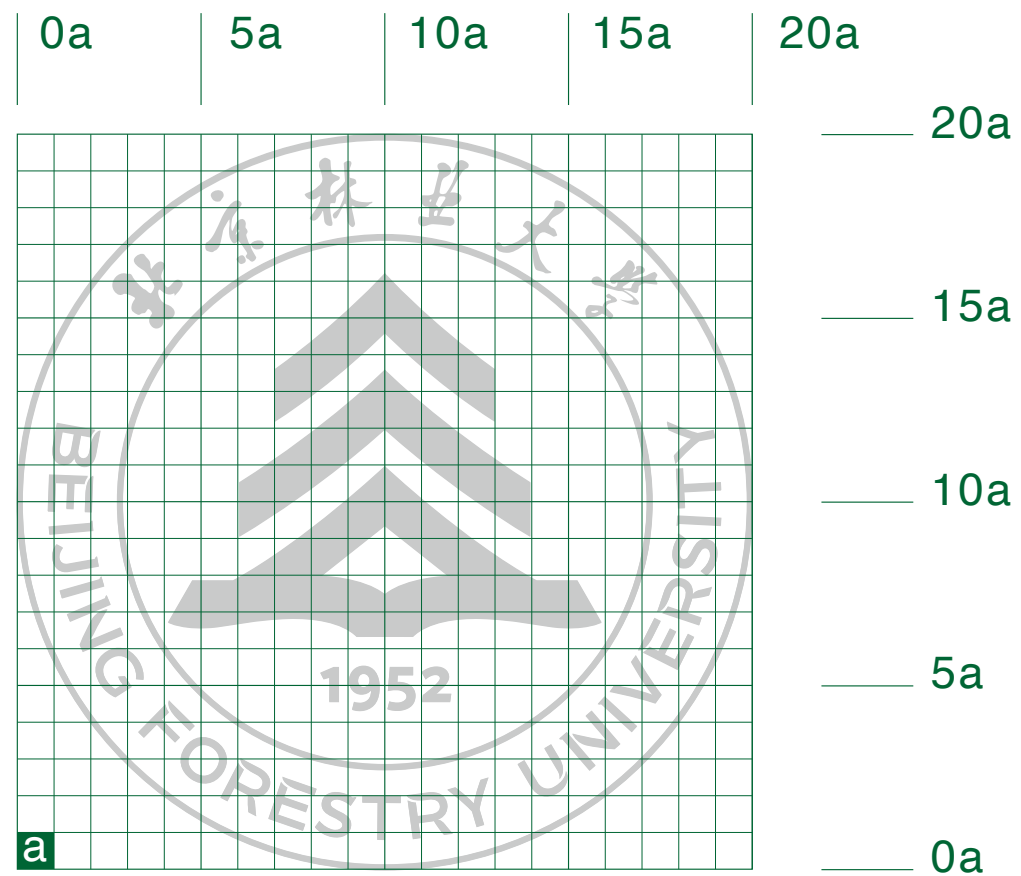 0a 5a 10a 15a 20a
20a
15a
10a
5a
0a
北京林业大学
1952
BEIJING FORESTRY UNIVERSITY
a